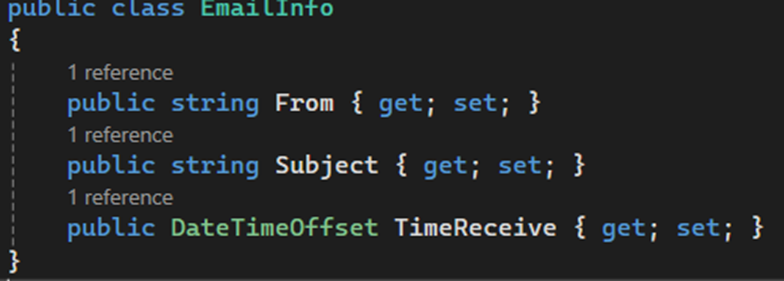 public class EmailInfo
{
1 reference
public string From { get; set; }
1 reference
public string Subject { get; set; }
1 reference
public DateTimeOffset TimeReceive { get; set; }
}